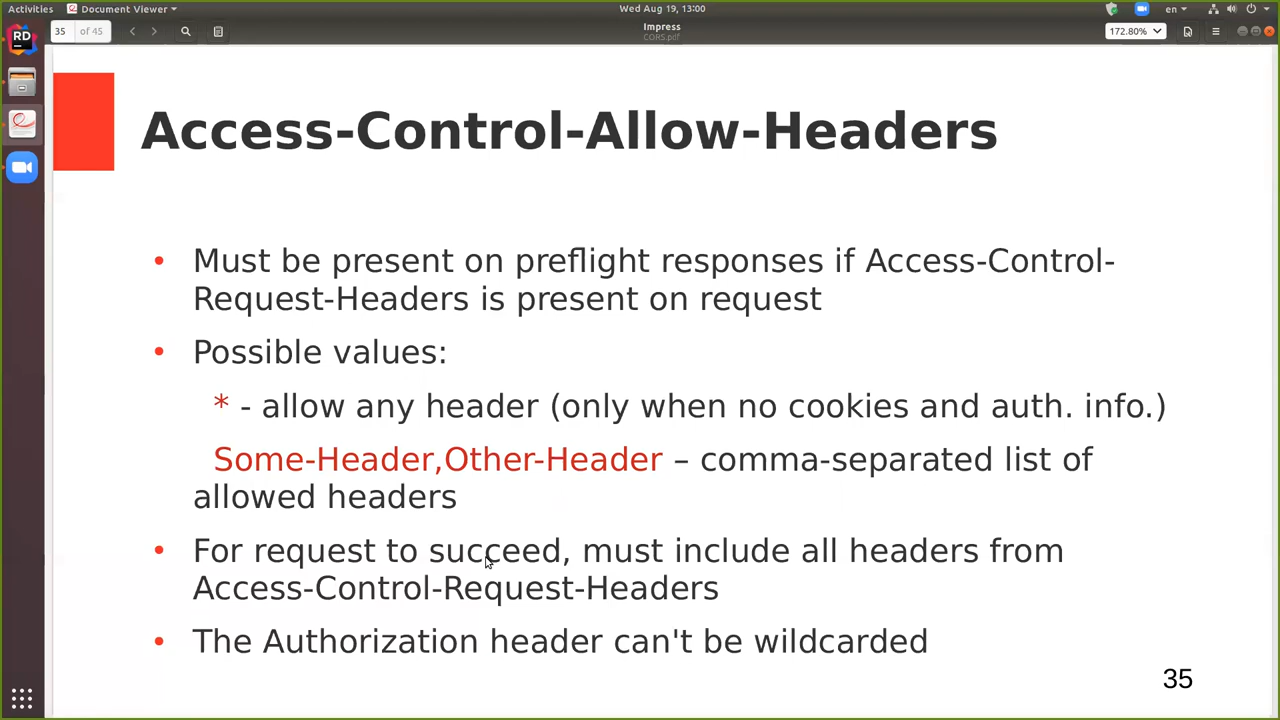 Activities
Document Viewer
Wed Aug 19, 13:00
en
35
of 45
Impress
CORS.pdf
172.80%
RD
Access-Control-Allow-Headers
• Must be present on preflight responses if Access-Control-
Request-Headers is present on request
• Possible values:
* - allow any header (only when no cookies and auth. info.)
Some-Header,Other-Header – comma-separated list of
allowed headers
• For request to succeed, must include all headers from
Access-Control-Request-Headers
• The Authorization header can't be wildcarded
35